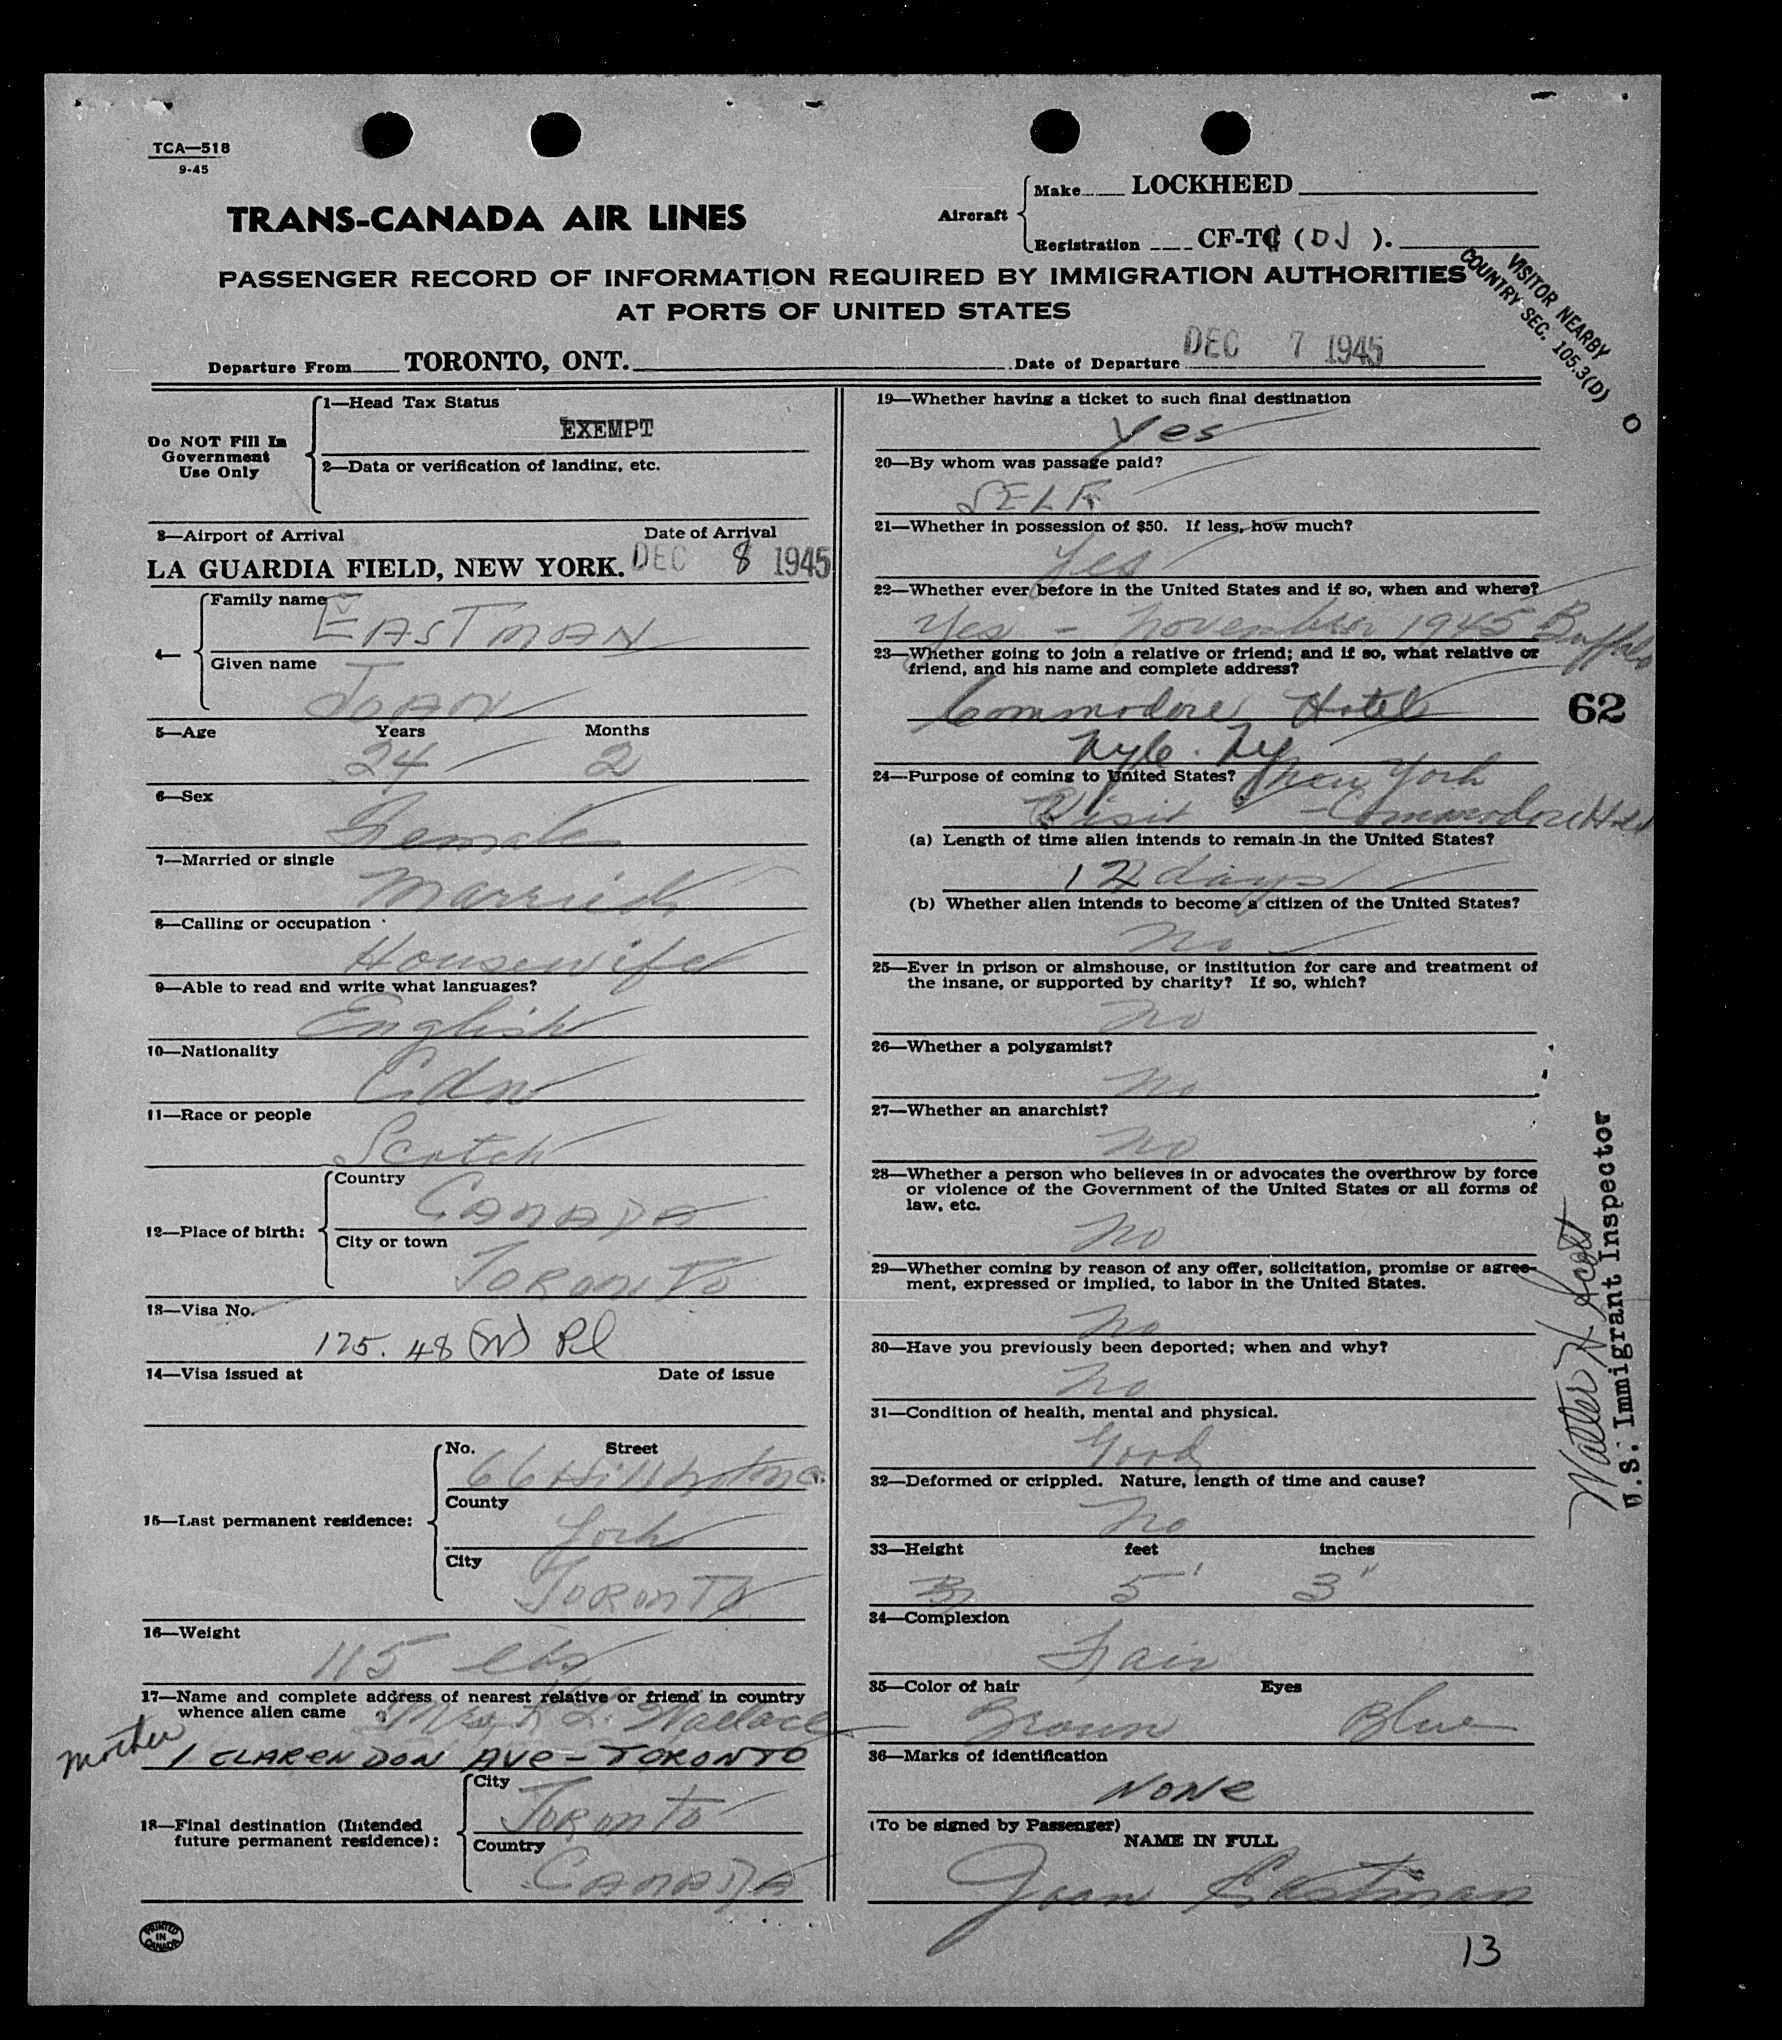 TCA—518
9-45
TRANS-CANADA AIR LINES
Aircraft
Make LOCKHEED
Registration CF-TC (DJ).
PASSENGER RECORD OF INFORMATION REQUIRED BY IMMIGRATION AUTHORITIES
AT PORTS OF UNITED STATES
VISITOR NEARBY
COUNTRY SEC. 105.3(D)
Departure From TORONTO, ONT. Date of Departure DEC 7 1945
Do NOT Fill In
Government
Use Only
1—Head Tax Status
EXEMPT
2—Data or verification of landing, etc.
3—Airport of Arrival Date of Arrival
LA GUARDIA FIELD, NEW YORK. DEC 8 1945
4—
Family name
EASTMAN
Given name
JOAN
5—Age Years Months
24 2
6—Sex
Female
7—Married or single
Married
8—Calling or occupation
Housewife
9—Able to read and write what languages?
English
10—Nationality
Cdn
11—Race or people
Scotch
12—Place of birth:
Country
CANADA
City or town
TORONTO
13—Visa No.
175.48 (W) Pl
14—Visa issued at Date of issue
15—Last permanent residence:
No. Street
66
County
York
City
TORONTO
16—Weight
115 lbs
17—Name and complete address of nearest relative or friend in country
whence alien came
Mrs Wallace
mother
1 CLARENDON AVE - TORONTO
18—Final destination (Intended
future permanent residence):
City
TORONTO
Country
CANADA
PRINTED
IN
CANADA
19—Whether having a ticket to such final destination
Yes
20—By whom was passage paid?
SELF
21—Whether in possession of $50. If less, how much?
Yes
22—Whether ever before in the United States and if so, when and where?
Yes - November 1945 Buffalo
23—Whether going to join a relative or friend; and if so, what relative or
friend, and his name and complete address?
Commodore Hotel
62
Nyc. Ny
24—Purpose of coming to United States?
New York
Visit - Commodore Hotel
(a) Length of time alien intends to remain in the United States?
12 days
(b) Whether alien intends to become a citizen of the United States?
No
25—Ever in prison or almshouse, or institution for care and treatment of
the insane, or supported by charity? If so, which?
No
26—Whether a polygamist?
No
27—Whether an anarchist?
No
28—Whether a person who believes in or advocates the overthrow by force
or violence of the Government of the United States or all forms of
law, etc.
No
29—Whether coming by reason of any offer, solicitation, promise or agree-
ment, expressed or implied, to labor in the United States.
No
30—Have you previously been deported; when and why?
No
31—Condition of health, mental and physical.
Good
32—Deformed or crippled. Nature, length of time and cause?
No
33—Height feet inches
5' 3"
34—Complexion
Fair
35—Color of hair Eyes
Brown Blue
36—Marks of identification
NONE
(To be signed by Passenger)
NAME IN FULL
Joan Eastman
13
Walter H Scott
U.S. Immigrant Inspector